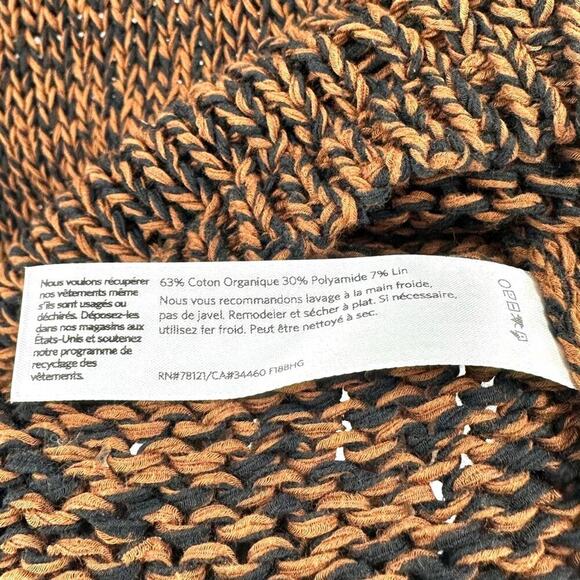 Nous voulons récupérer
nos vêtements même
s'ils sont usagés ou
déchirés. Déposez-les
dans nos magasins aux
États-Unis et soutenez
notre programme de
recyclage des
vêtements.
63% Coton Organique 30% Polyamide 7% Lin
Nous vous recommandons lavage à la main froide,
pas de javel. Remodeler et sécher à plat. Si nécessaire,
utilisez fer froid. Peut être nettoyé à sec.
RN#78121/CA#34460 F18BHG